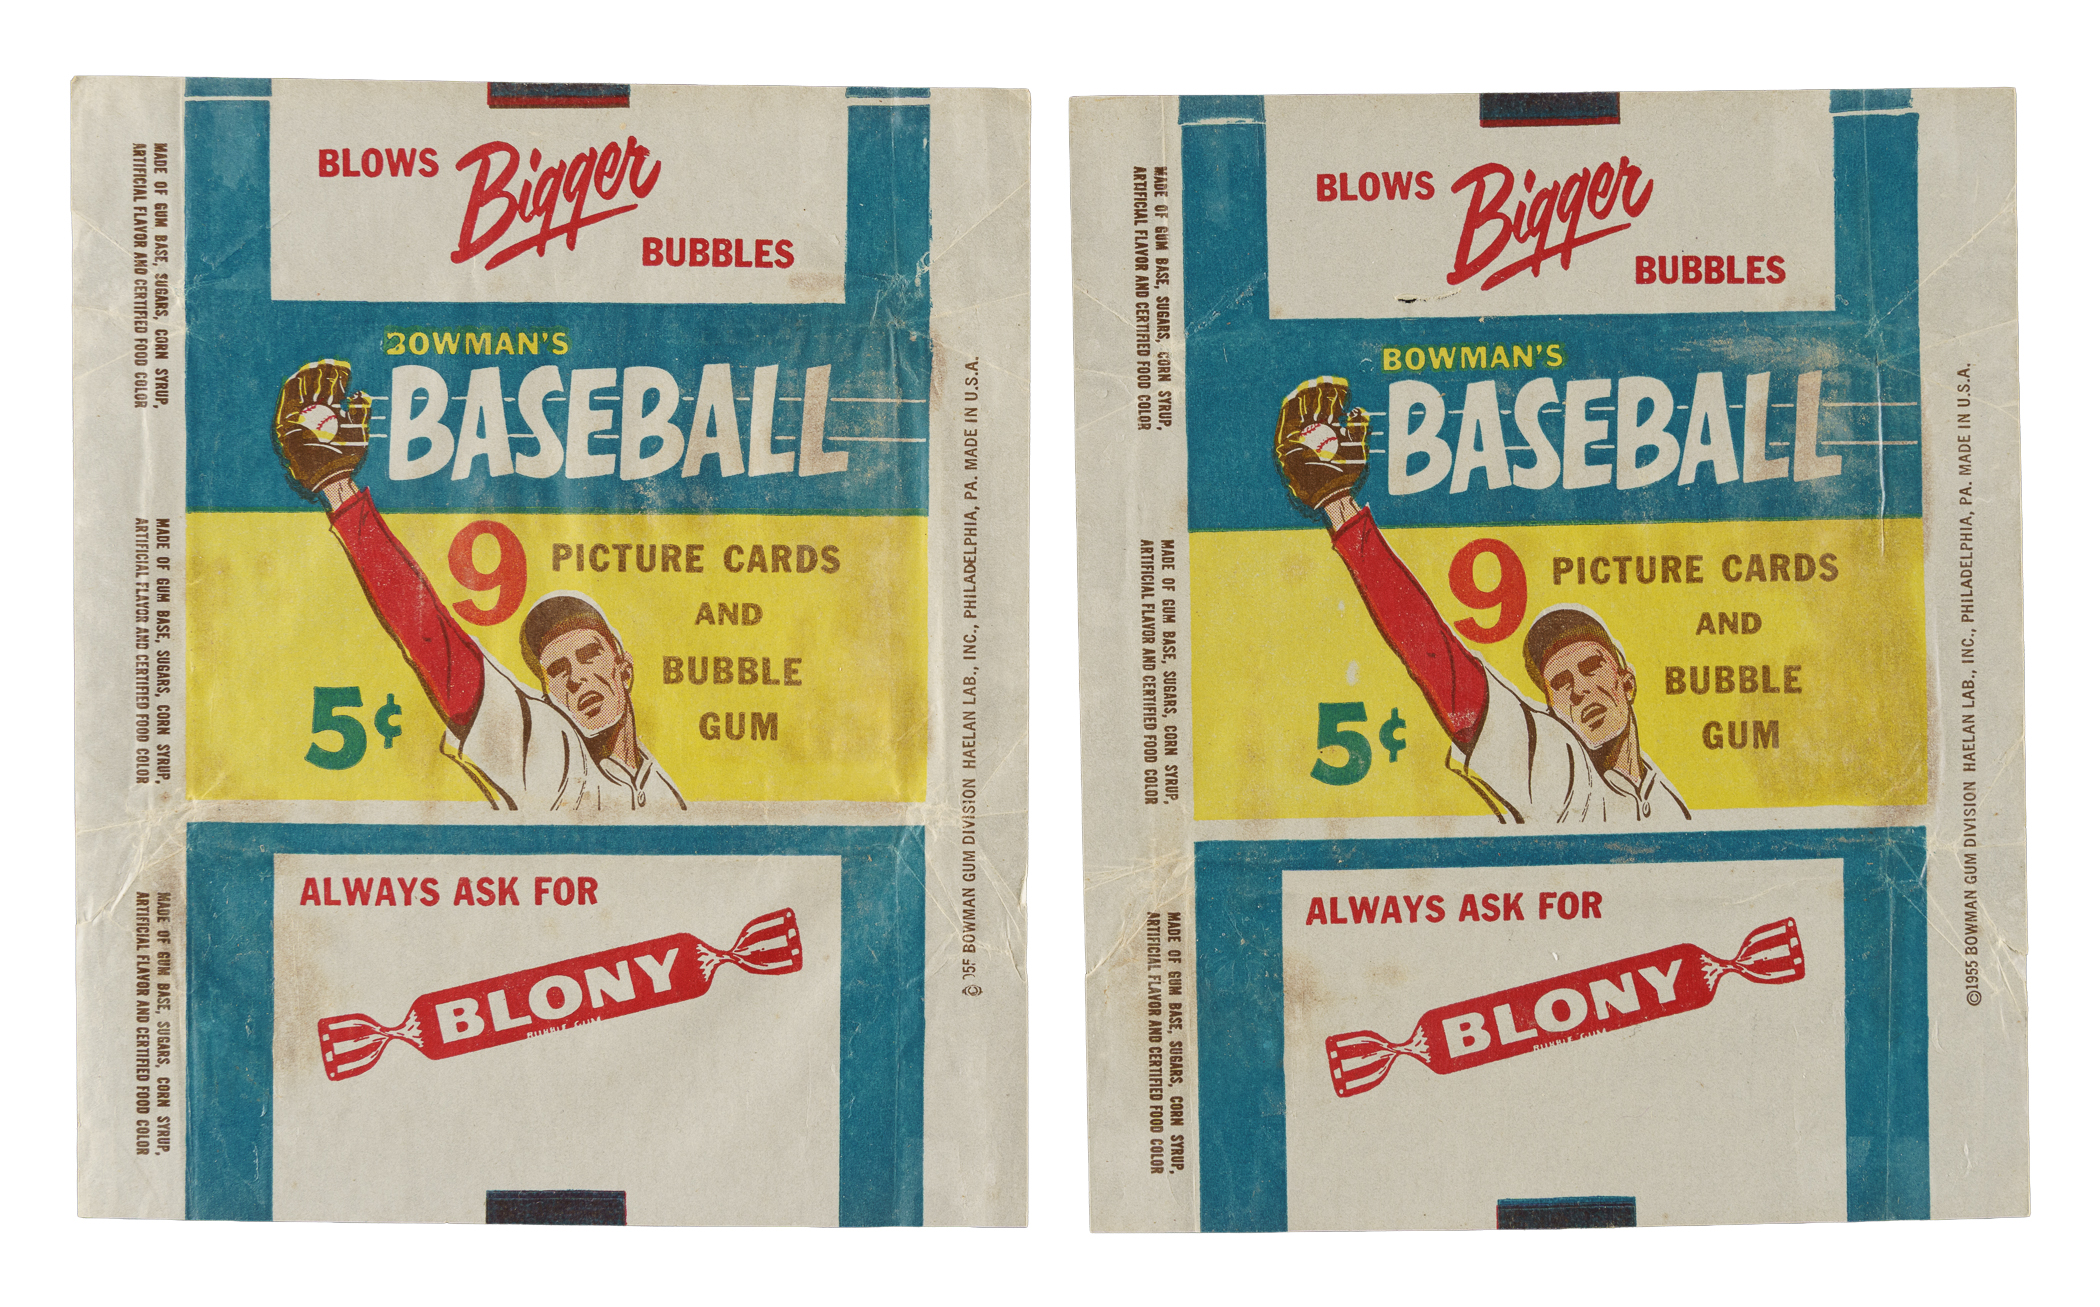 BLOWS Bigger BUBBLES
BOWMAN'S
BASEBALL
9 PICTURE CARDS
AND
BUBBLE
GUM
5¢
ALWAYS ASK FOR
BLONY
BUBBLE GUM
MADE OF GUM BASE, SUGARS, CORN SYRUP,
ARTIFICIAL FLAVOR AND CERTIFIED FOOD COLOR
MADE OF GUM BASE, SUGARS, CORN SYRUP,
ARTIFICIAL FLAVOR AND CERTIFIED FOOD COLOR
MADE OF GUM BASE, SUGARS, CORN SYRUP,
ARTIFICIAL FLAVOR AND CERTIFIED FOOD COLOR
© 955 BOWMAN GUM DIVISION HAELAN LAB., INC., PHILADELPHIA, PA. MADE IN U.S.A.
BLOWS Bigger BUBBLES
BOWMAN'S
BASEBALL
9 PICTURE CARDS
AND
BUBBLE
GUM
5¢
ALWAYS ASK FOR
BLONY
BUBBLE GUM
MADE OF GUM BASE, SUGARS, CORN SYRUP,
ARTIFICIAL FLAVOR AND CERTIFIED FOOD COLOR
MADE OF GUM BASE, SUGARS, CORN SYRUP,
ARTIFICIAL FLAVOR AND CERTIFIED FOOD COLOR
MADE OF GUM BASE, SUGARS, CORN SYRUP,
ARTIFICIAL FLAVOR AND CERTIFIED FOOD COLOR
©1955 BOWMAN GUM DIVISION HAELAN LAB., INC., PHILADELPHIA, PA. MADE IN U.S.A.